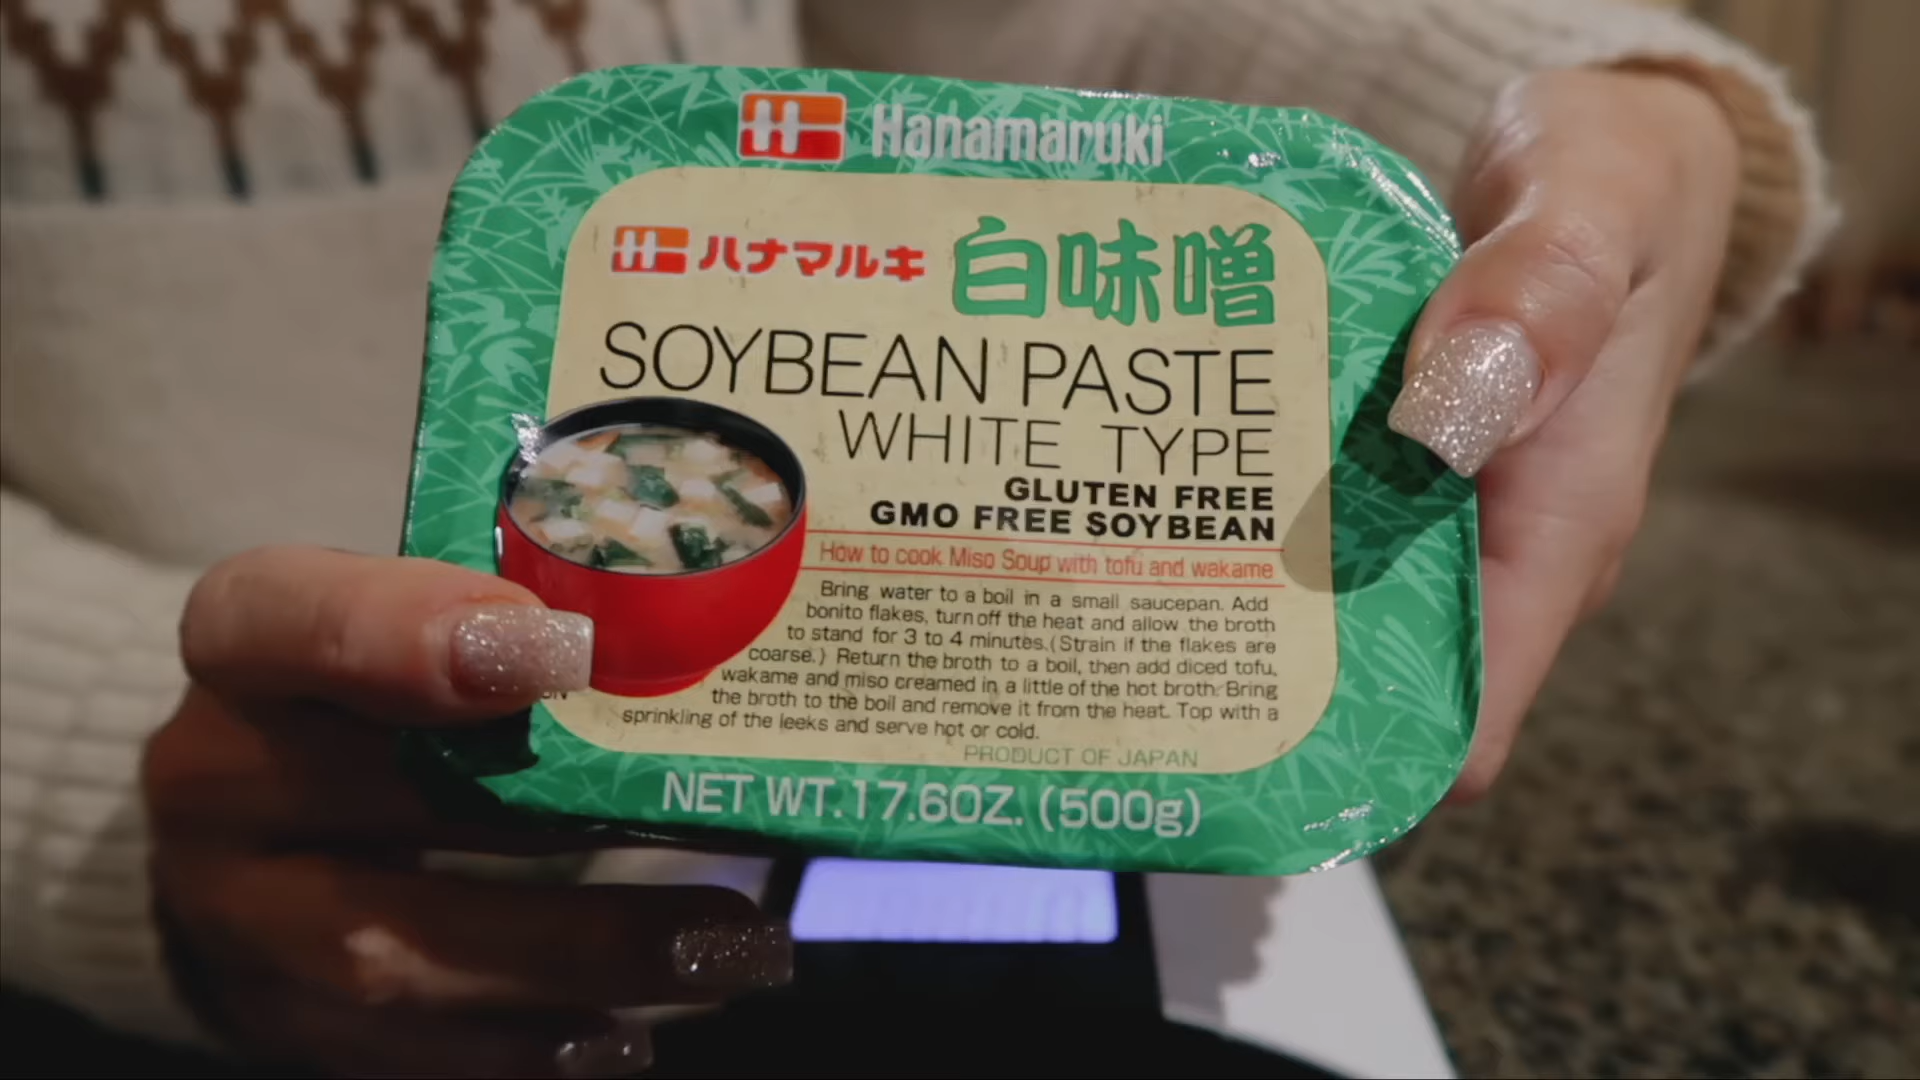 Hanamaruki
ハナマルキ 白味噌
SOYBEAN PASTE
WHITE TYPE
GLUTEN FREE
GMO FREE SOYBEAN
How to cook Miso Soup with tofu and wakame
Bring water to a boil in a small saucepan. Add
bonito flakes, turn off the heat and allow the broth
to stand for 3 to 4 minutes.(Strain if the flakes are
coarse.) Return the broth to a boil, then add diced tofu,
wakame and miso creamed in a little of the hot broth. Bring
the broth to the boil and remove it from the heat. Top with a
sprinkling of the leeks and serve hot or cold.
PRODUCT OF JAPAN
NET WT.17.6OZ. (500g)